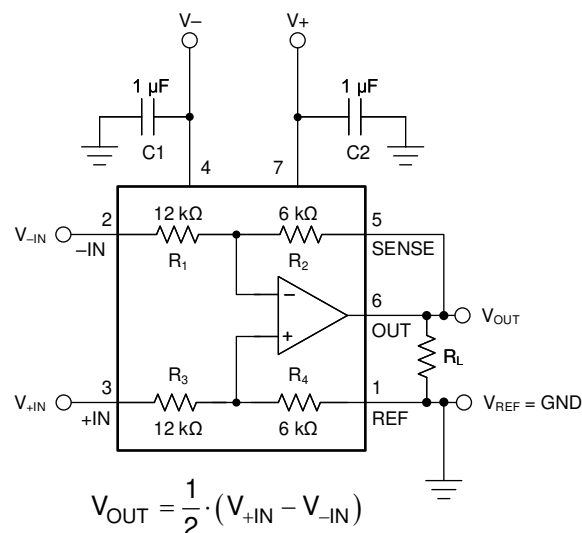 V– V+
1 µF 1 µF
C1 C2
4 7
12 kΩ 6 kΩ
2 5
V–IN –IN R1 R2 SENSE
–
6
OUT VOUT
+
RL
3 R3 R4 1
V+IN +IN REF VREF = GND
12 kΩ 6 kΩ
VOUT = 1/2 · (V+IN – V–IN)